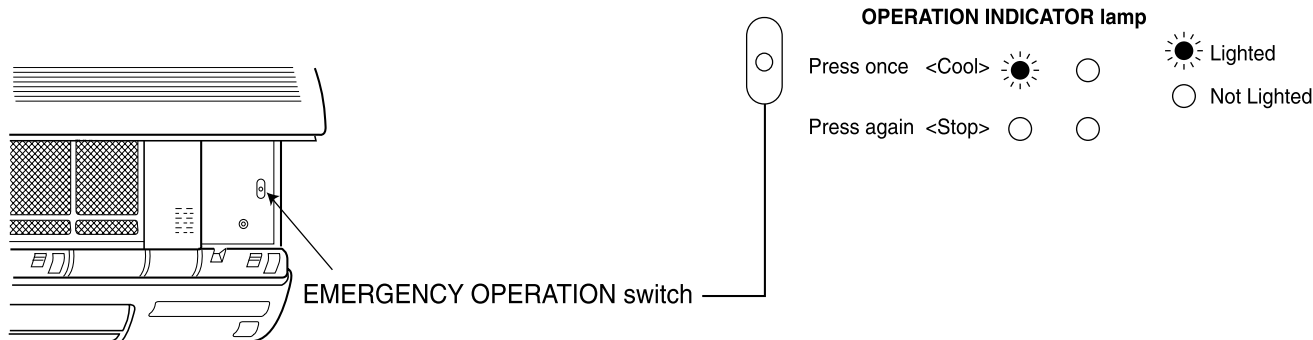 OPERATION INDICATOR lamp
Press once <Cool>
Lighted
Not Lighted
Press again <Stop>
EMERGENCY OPERATION switch